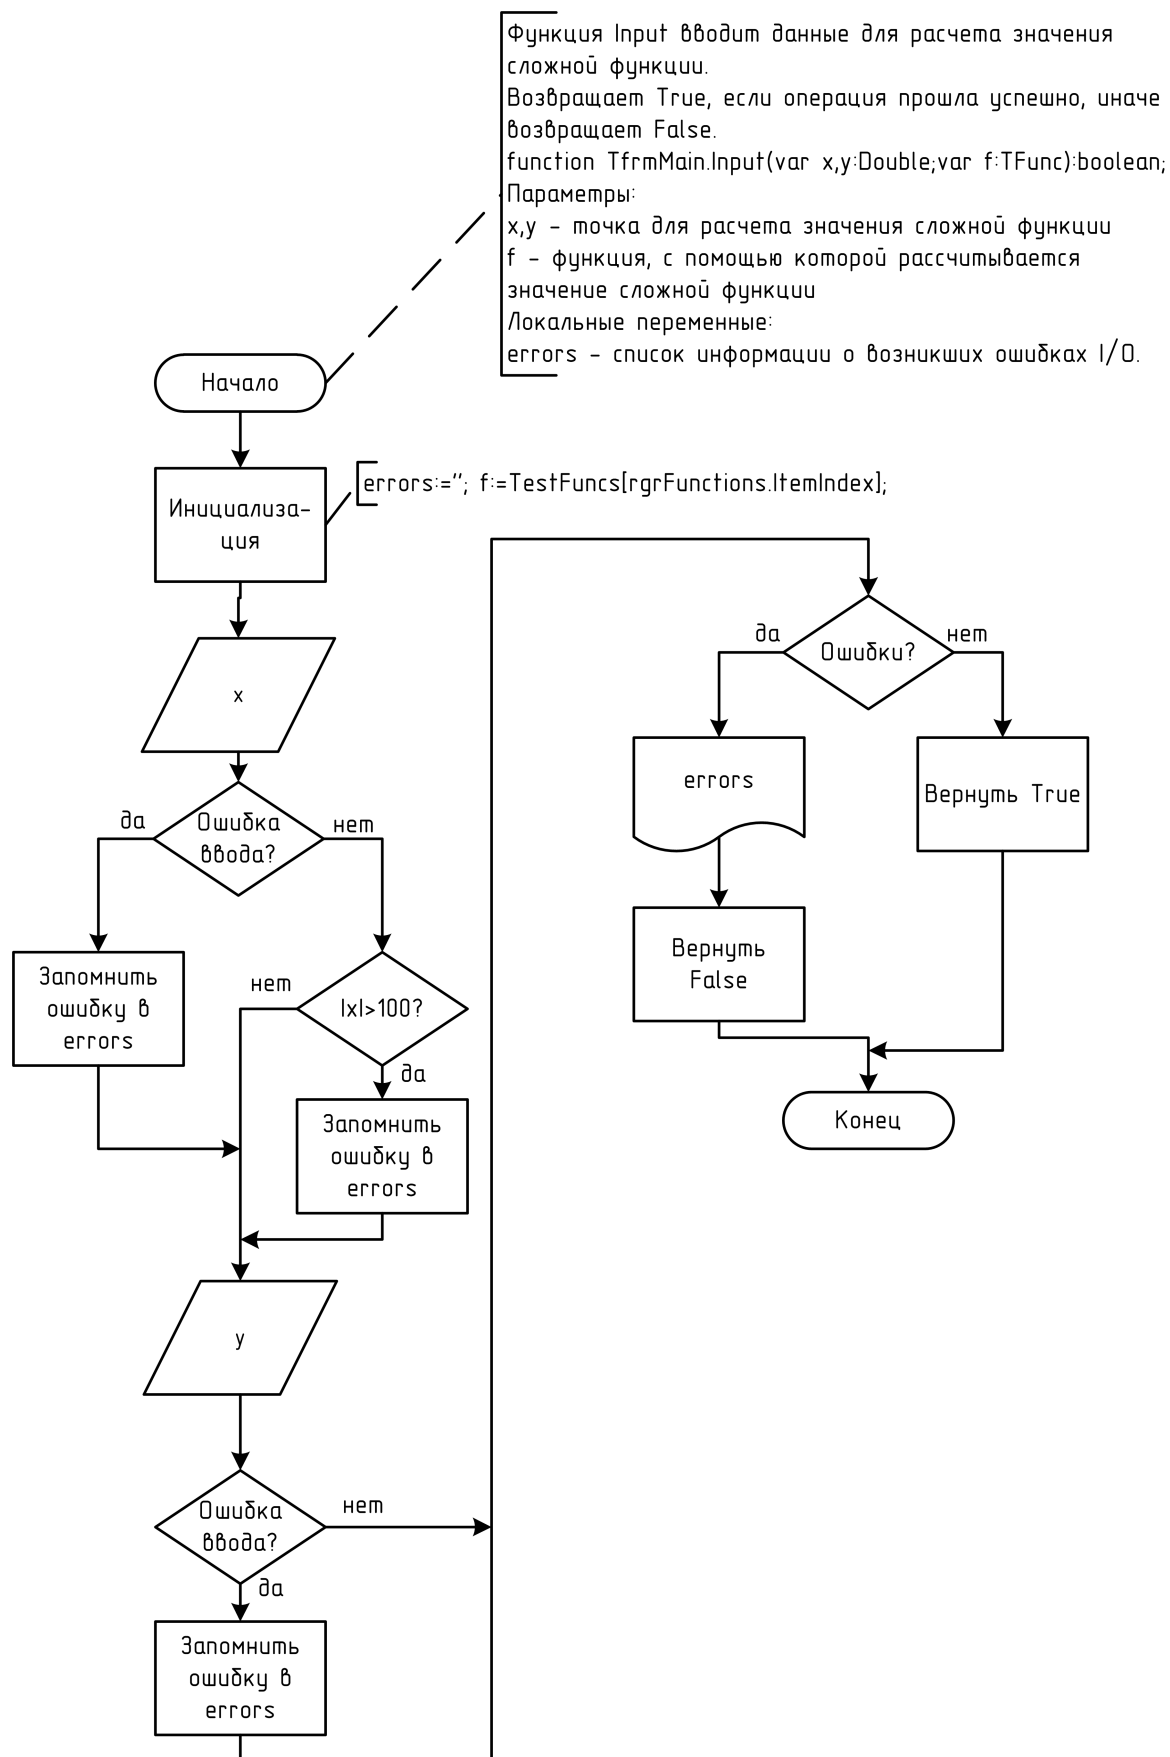 Функция Input вводит данные для расчета значения
сложной функции.
Возвращает True, если операция прошла успешно, иначе
возвращает False.
function TfrmMain.Input(var x,y:Double;var f:TFunc):boolean;
Параметры:
x,y – точка для расчета значения сложной функции
f – функция, с помощью которой рассчитывается
значение сложной функции
Локальные переменные:
errors – список информации о возникших ошибках I/O.
Начало
errors:=''; f:=TestFuncs[rgrFunctions.ItemIndex];
Инициализа-
ция
x
Ошибка
ввода?
да
нет
Запомнить
ошибку в
errors
|x|>100?
нет
да
Запомнить
ошибку в
errors
y
Ошибка
ввода?
нет
да
Запомнить
ошибку в
errors
Ошибки?
да
нет
errors
Вернуть True
Вернуть
False
Конец